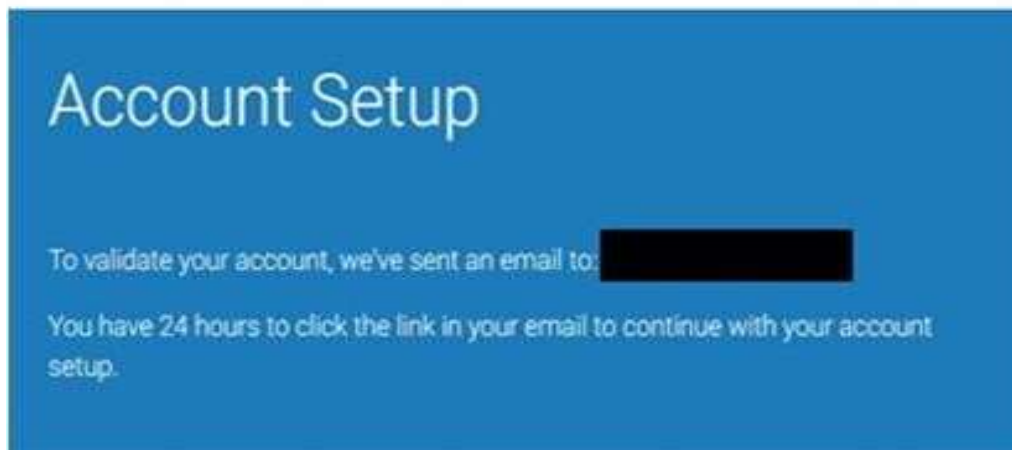 Account Setup
To validate your account, we've sent an email to:
You have 24 hours to click the link in your email to continue with your account
setup.